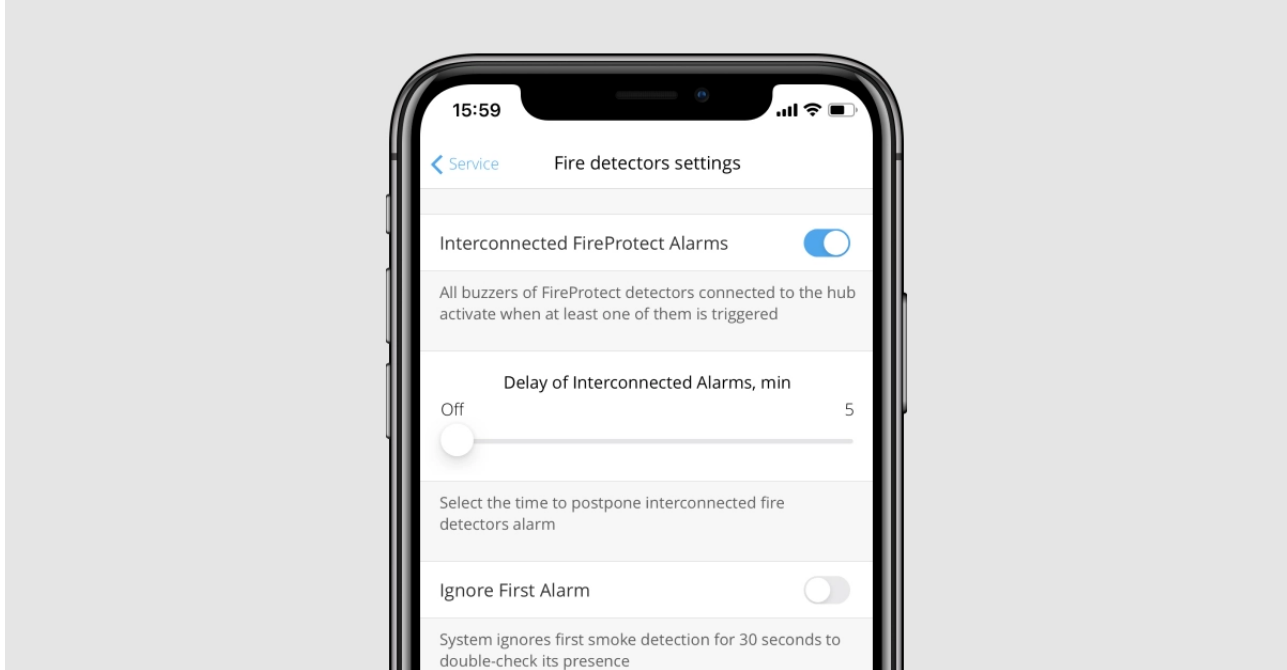 15:59
Service
Fire detectors settings
Interconnected FireProtect Alarms
All buzzers of FireProtect detectors connected to the hub
activate when at least one of them is triggered
Delay of Interconnected Alarms, min
Off 5
Select the time to postpone interconnected fire
detectors alarm
Ignore First Alarm
System ignores first smoke detection for 30 seconds to
double-check its presence